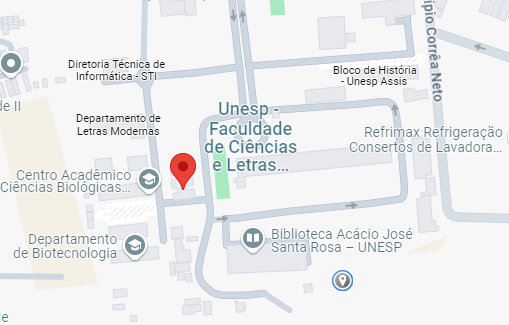 Diretoria Técnica de
Informática - STI
Bloco de História
- Unesp Assis
ipio Corrêa Neto
de II
Departamento de
Letras Modernas
Unesp -
Faculdade
de Ciências
e Letras...
Refrimax Refrigeração
Consertos de Lavadora...
Centro Acadêmico
Ciências Biológicas...
Departamento
de Biotecnologia
Biblioteca Acácio José
Santa Rosa – UNESP
de